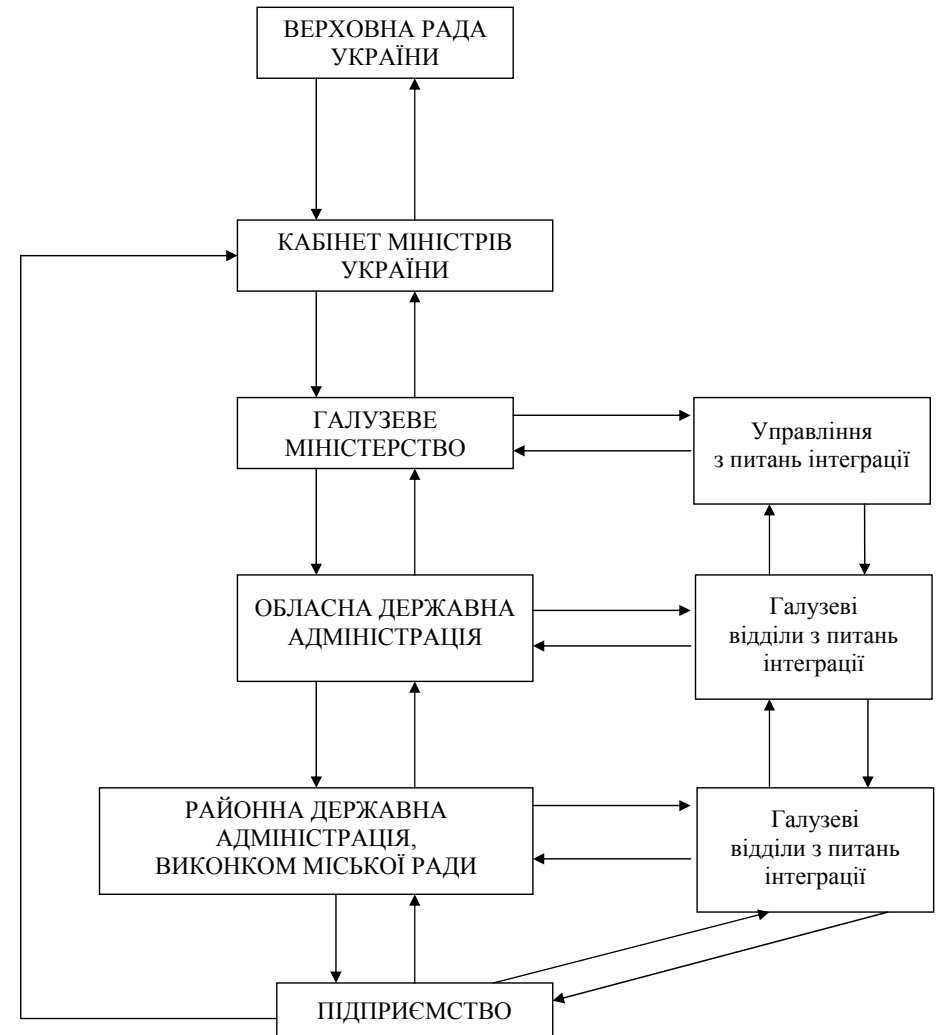 ВЕРХОВНА РАДА
УКРАЇНИ
КАБІНЕТ МІНІСТРІВ
УКРАЇНИ
ГАЛУЗЕВЕ
МІНІСТЕРСТВО
Управління
з питань інтеграції
ОБЛАСНА ДЕРЖАВНА
АДМІНІСТРАЦІЯ
Галузеві
відділи з питань
інтеграції
РАЙОННА ДЕРЖАВНА
АДМІНІСТРАЦІЯ,
ВИКОНКОМ МІСЬКОЇ РАДИ
Галузеві
відділи з питань
інтеграції
ПІДПРИЄМСТВО